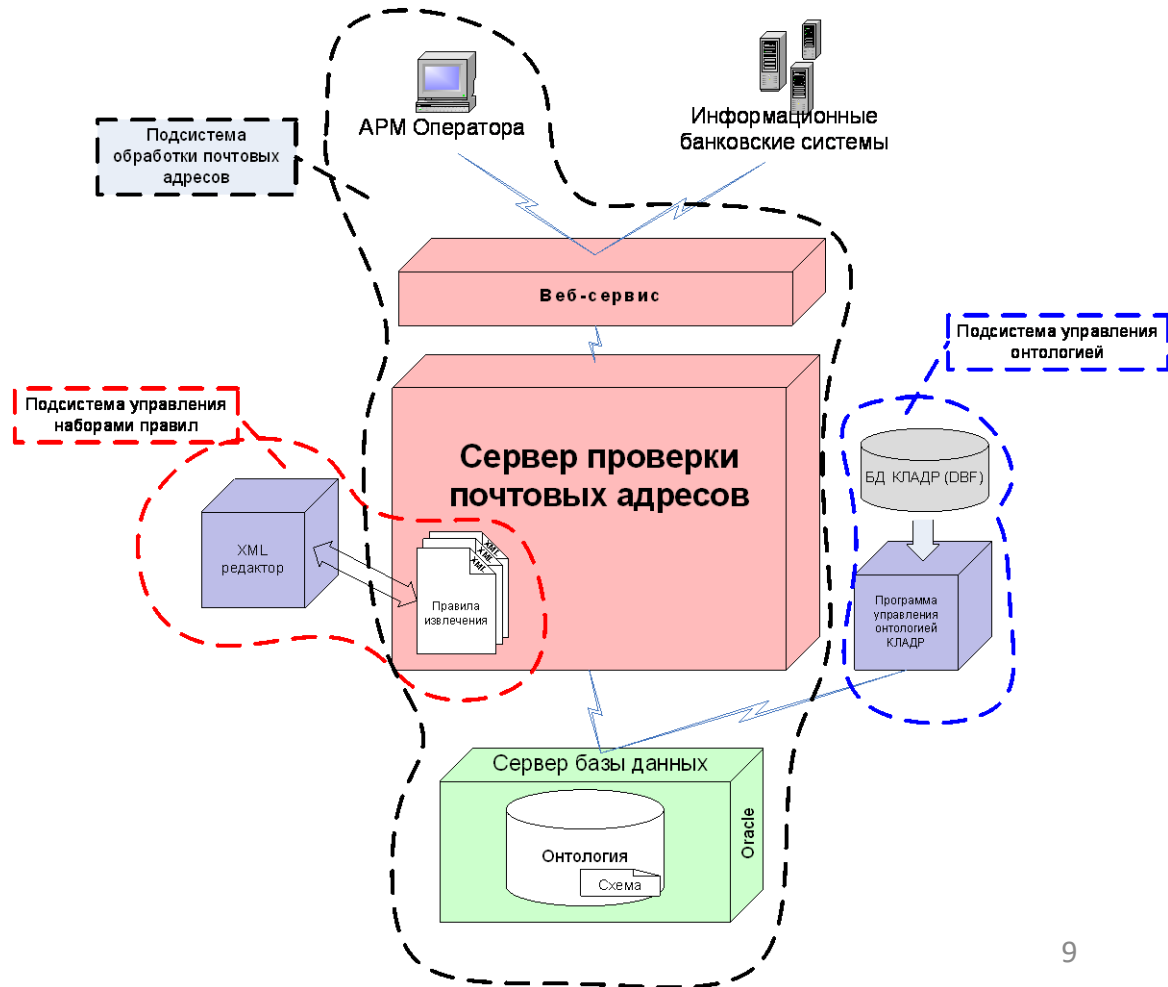 АРМ Оператора
Информационные
банковские системы
Подсистема
обработки почтовых
адресов
Веб-сервис
Подсистема управления
онтологией
Подсистема управления
наборами правил
Сервер проверки
почтовых адресов
БД КЛАДР (DBF)
XML
редактор
XML
XML
XML
Правила
извлечения
Программа
управления
онтологией
КЛАДР
Сервер базы данных
Онтология
Схема
Oracle
9